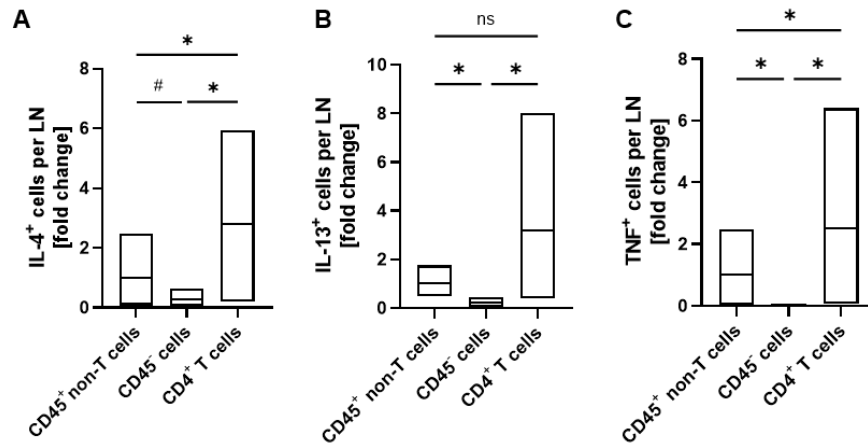 A
*
#
*
8
6
4
2
0
IL-4⁺ cells per LN
[fold change]
CD45⁺ non-T cells
CD45⁻ cells
CD4⁺ T cells
B
ns
*
*
10
8
6
4
2
0
IL-13⁺ cells per LN
[fold change]
CD45⁺ non-T cells
CD45⁻ cells
CD4⁺ T cells
C
*
*
*
8
6
4
2
0
TNF⁺ cells per LN
[fold change]
CD45⁺ non-T cells
CD45⁻ cells
CD4⁺ T cells